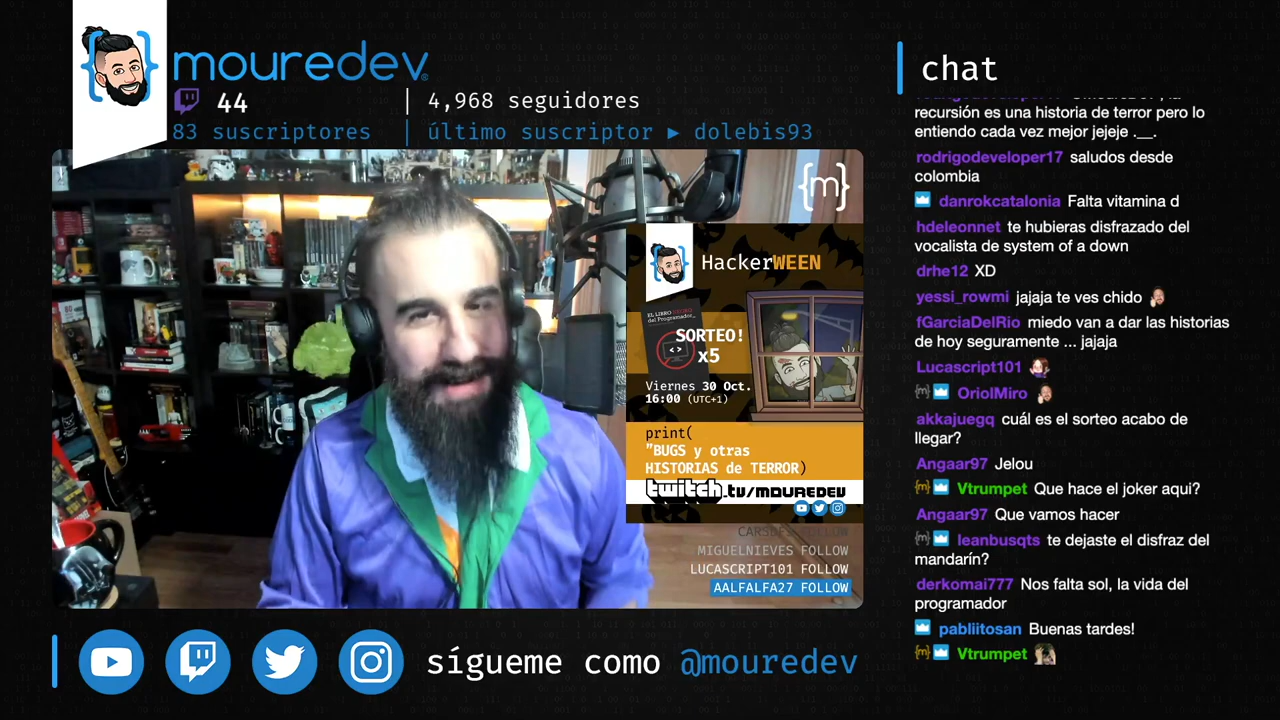 mouredev
44
4,968 seguidores
83 suscriptores
último suscriptor ▶ dolebis93
{m}
HackerWEEN
EL LIBRO NEGRO
del Programador_
SORTEO!
x5
<>
Viernes 30 Oct.
16:00 (UTC+1)
print(
"BUGS y otras
HISTORIAS de TERROR)
twitch.tv/MOUREDEV
MIGUELNIEVES FOLLOW
LUCASCRIPT101 FOLLOW
AALFALFA27 FOLLOW
sígueme como @mouredev
chat
recursión es una historia de terror pero lo
entiendo cada vez mejor jejeje .__.
rodrigodeveloper17 saludos desde
colombia
danrokcatalonia Falta vitamina d
hdeleonnet te hubieras disfrazado del
vocalista de system of a down
drhe12 XD
yessi_rowmi jajaja te ves chido
fGarciaDelRio miedo van a dar las historias
de hoy seguramente ... jajaja
Lucascript101
{m} OriolMiro
akkajuegq cuál es el sorteo acabo de
llegar?
Angaar97 Jelou
{m} Vtrumpet Que hace el joker aqui?
Angaar97 Que vamos hacer
{m} leanbusqts te dejaste el disfraz del
mandarín?
derkomai777 Nos falta sol, la vida del
programador
pabliitosan Buenas tardes!
{m} Vtrumpet